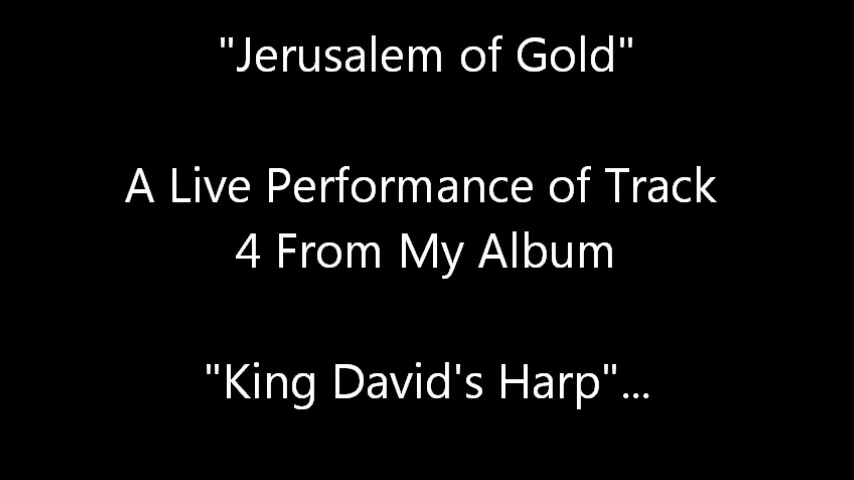 "Jerusalem of Gold"
A Live Performance of Track
4 From My Album
"King David's Harp"...